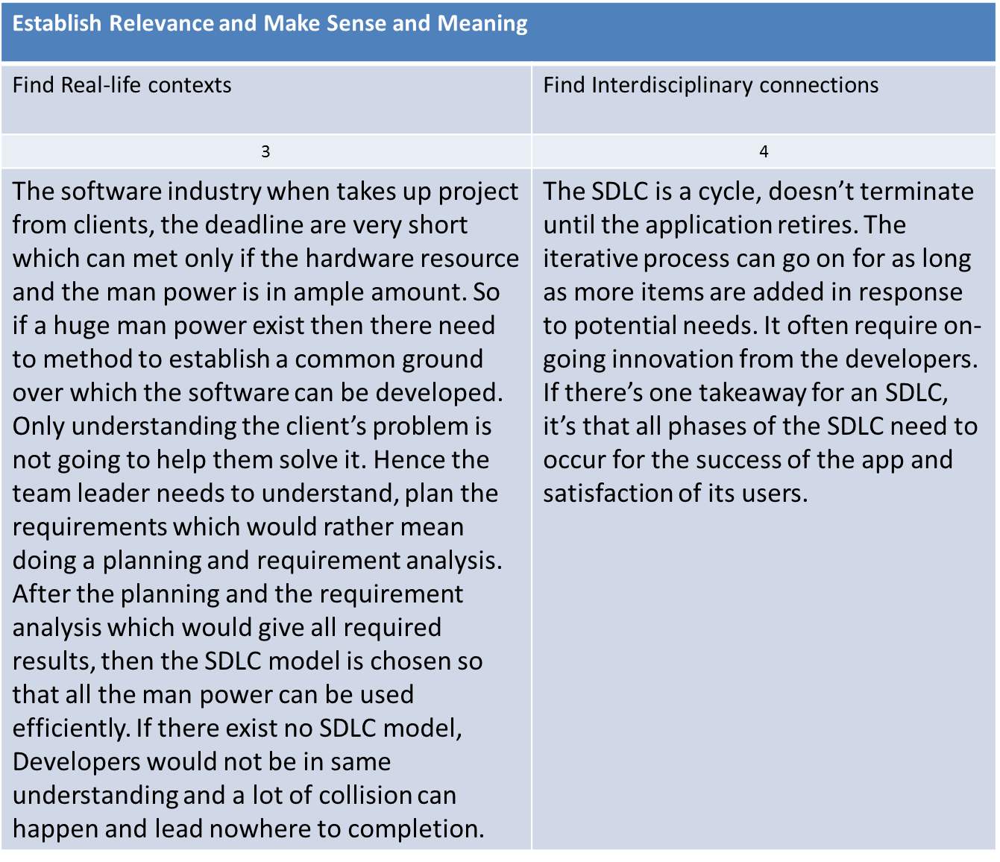 Establish Relevance and Make Sense and Meaning
Find Real-life contexts
Find Interdisciplinary connections
3
4
The software industry when takes up project
from clients, the deadline are very short
which can met only if the hardware resource
and the man power is in ample amount. So
if a huge man power exist then there need
to method to establish a common ground
over which the software can be developed.
Only understanding the client’s problem is
not going to help them solve it. Hence the
team leader needs to understand, plan the
requirements which would rather mean
doing a planning and requirement analysis.
After the planning and the requirement
analysis which would give all required
results, then the SDLC model is chosen so
that all the man power can be used
efficiently. If there exist no SDLC model,
Developers would not be in same
understanding and a lot of collision can
happen and lead nowhere to completion.
The SDLC is a cycle, doesn’t terminate
until the application retires. The
iterative process can go on for as long
as more items are added in response
to potential needs. It often require on-
going innovation from the developers.
If there’s one takeaway for an SDLC,
it’s that all phases of the SDLC need to
occur for the success of the app and
satisfaction of its users.